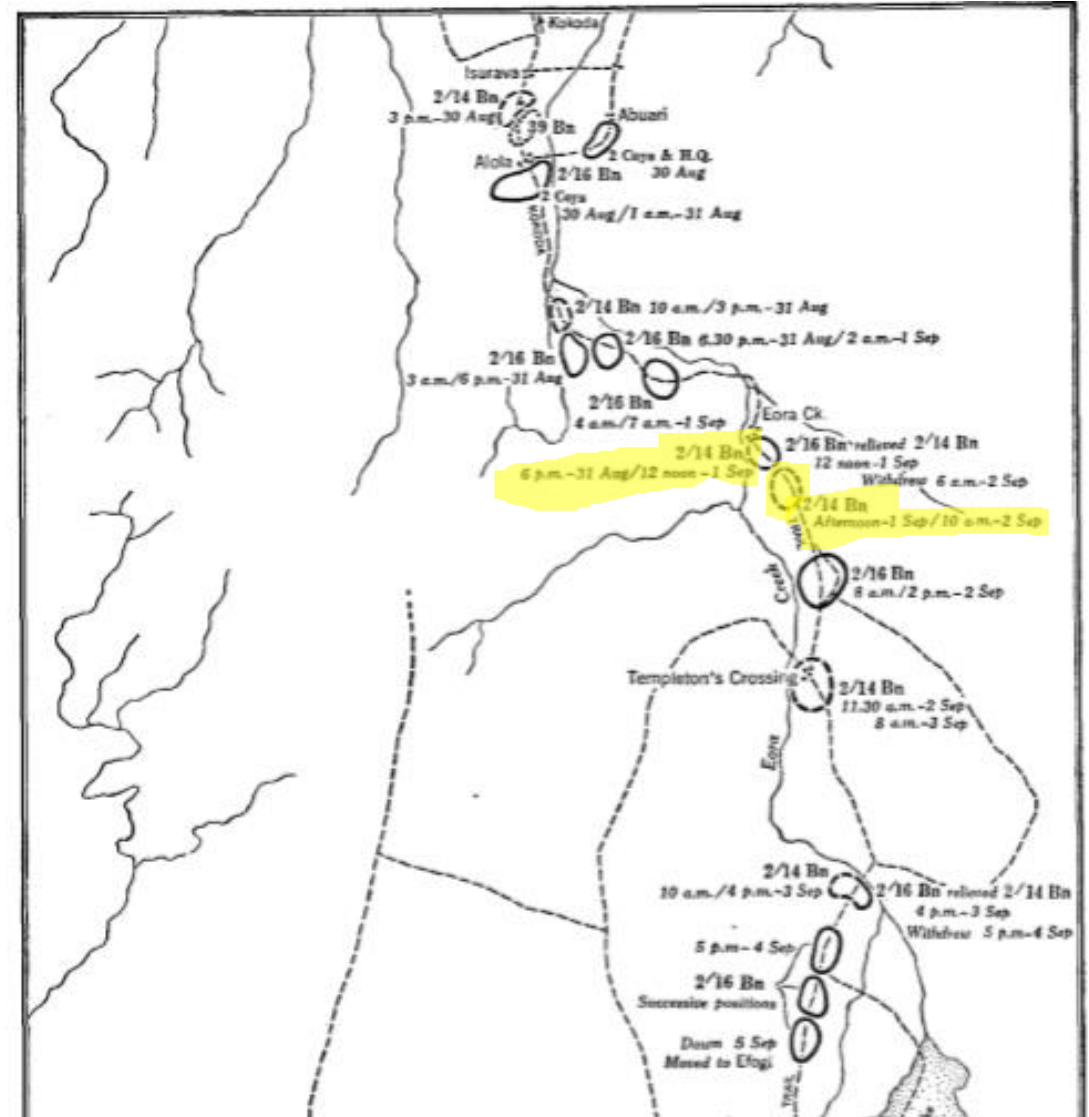 Kokoda
Isurava
2/14 Bn
3 p.m.-30 Aug
39 Bn
Abuari
2 Coys & H.Q.
30 Aug
Alola
2/16 Bn
2 Coys
30 Aug/1 a.m.-31 Aug
KOKODA
2/14 Bn 10 a.m./3 p.m.-31 Aug
2/16 Bn 6.30 p.m.-31 Aug/2 a.m.-1 Sep
2/16 Bn
3 a.m./6 p.m.-31 Aug
2/16 Bn
4 a.m./7 a.m.-1 Sep
Eora Ck.
2/14 Bn
6 p.m.-31 Aug/12 noon-1 Sep
2/16 Bn relieved 2/14 Bn
12 noon-1 Sep
Withdrew 6 a.m.-2 Sep
2/14 Bn
Afternoon-1 Sep/10 a.m.-2 Sep
TRAIL
2/16 Bn
8 a.m./2 p.m.-2 Sep
Creek
Templeton's Crossing
2/14 Bn
11.30 a.m.-2 Sep
8 a.m.-3 Sep
Eora
2/14 Bn
10 a.m./4 p.m.-3 Sep
2/16 Bn relieved 2/14 Bn
4 p.m.-3 Sep
Withdrew 5 p.m-4 Sep
5 p.m-4 Sep
2/16 Bn
Successive positions
Dawn 5 Sep
Moved to Efogi
TRAIL